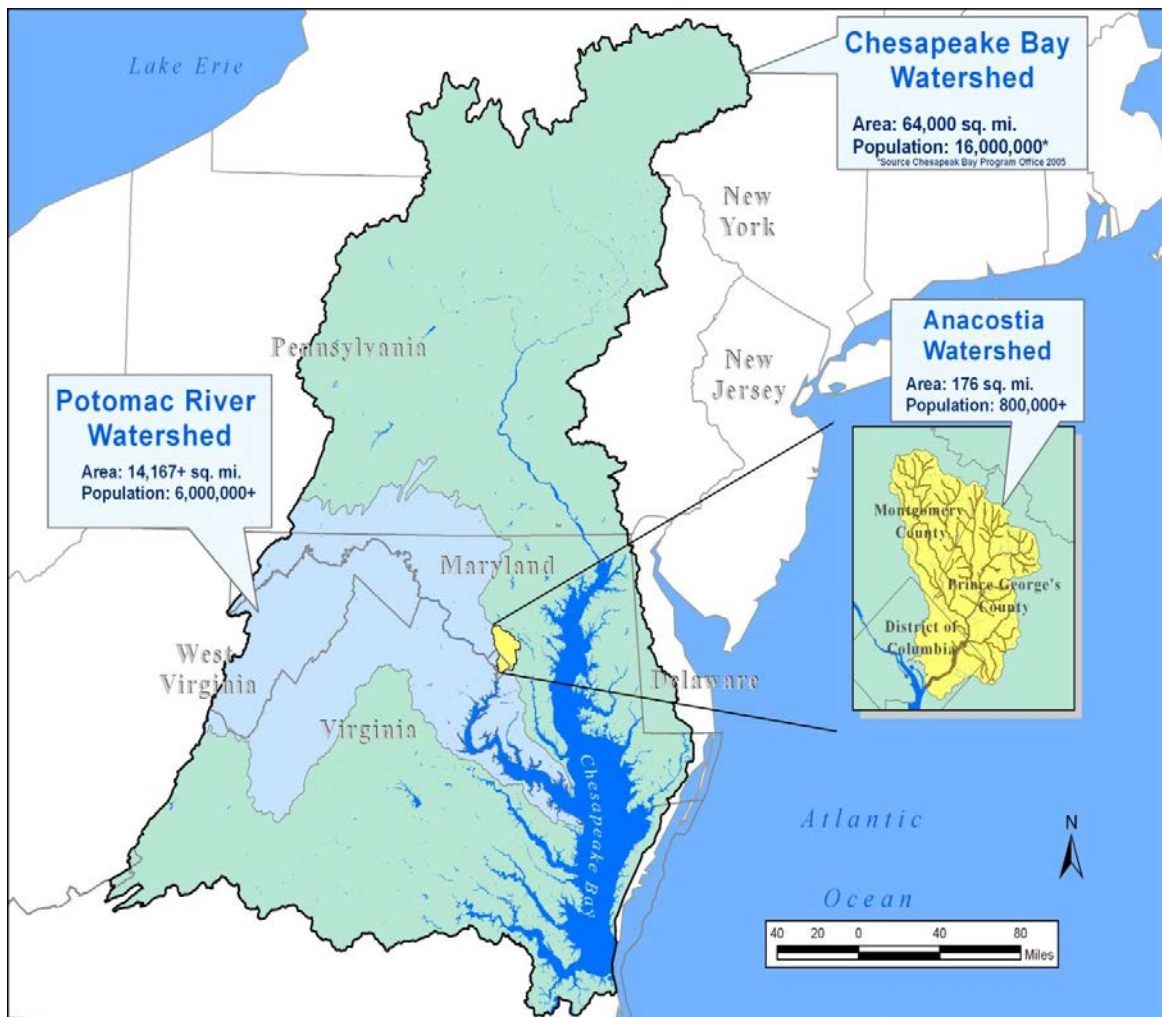 Lake Erie
Chesapeake Bay
Watershed
Area: 64,000 sq. mi.
Population: 16,000,000*
*Source Chesapeak Bay Program Office 2005
New
York
Anacostia
Watershed
Area: 176 sq. mi.
Population: 800,000+
Pennsylvania
New
Jersey
Potomac River
Watershed
Area: 14,167+ sq. mi.
Population: 6,000,000+
Montgomery
County
Prince George's
County
District of
Columbia
Maryland
West
Virginia
Delaware
Virginia
Chesapeake Bay
Atlantic
Ocean
N
40 20 0 40 80
Miles